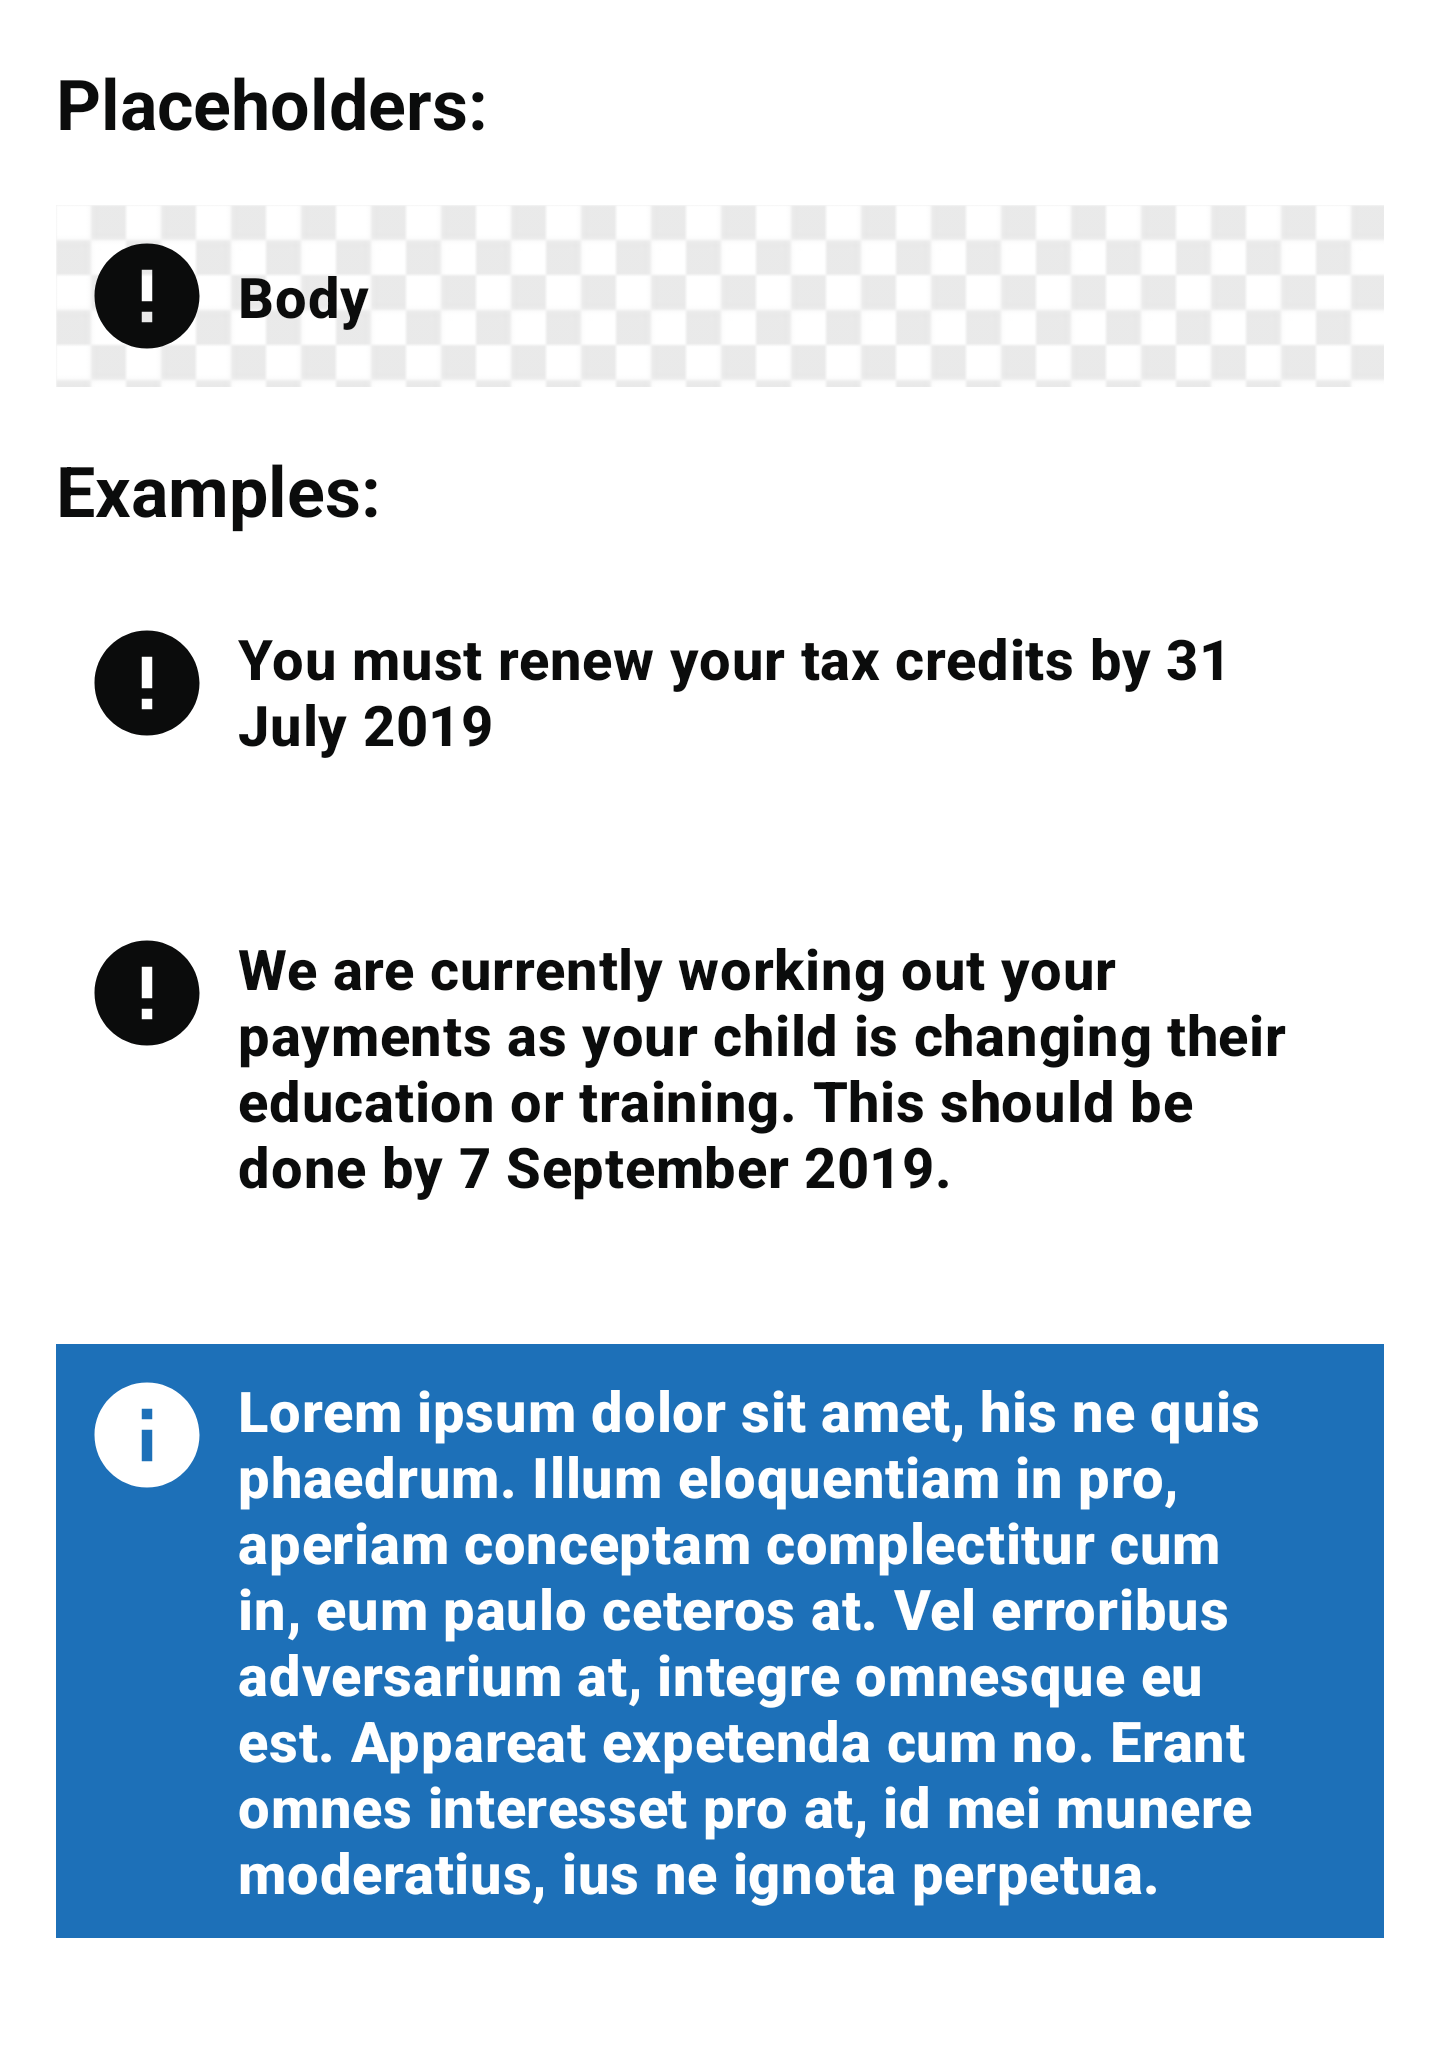 Placeholders:
Body
Examples:
You must renew your tax credits by 31
July 2019
We are currently working out your
payments as your child is changing their
education or training. This should be
done by 7 September 2019.
Lorem ipsum dolor sit amet, his ne quis
phaedrum. Illum eloquentiam in pro,
aperiam conceptam complectitur cum
in, eum paulo ceteros at. Vel erroribus
adversarium at, integre omnesque eu
est. Appareat expetenda cum no. Erant
omnes interesset pro at, id mei munere
moderatius, ius ne ignota perpetua.